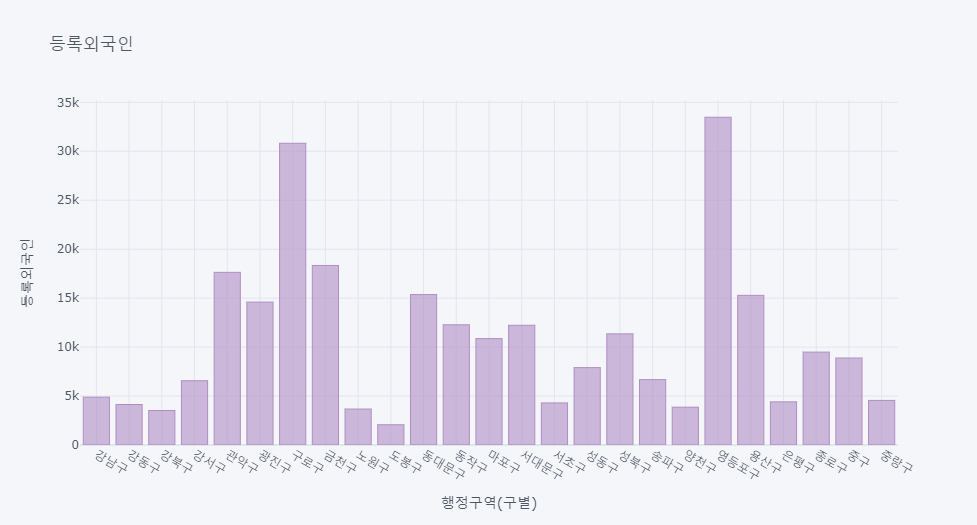 등록외국인
35k
30k
25k
20k
15k
10k
5k
0
등록외국인
강남구
강동구
강북구
강서구
관악구
광진구
구로구
금천구
노원구
도봉구
동대문구
동작구
마포구
서대문구
서초구
성동구
성북구
송파구
양천구
영등포구
용산구
은평구
종로구
중구
중랑구
행정구역(구별)